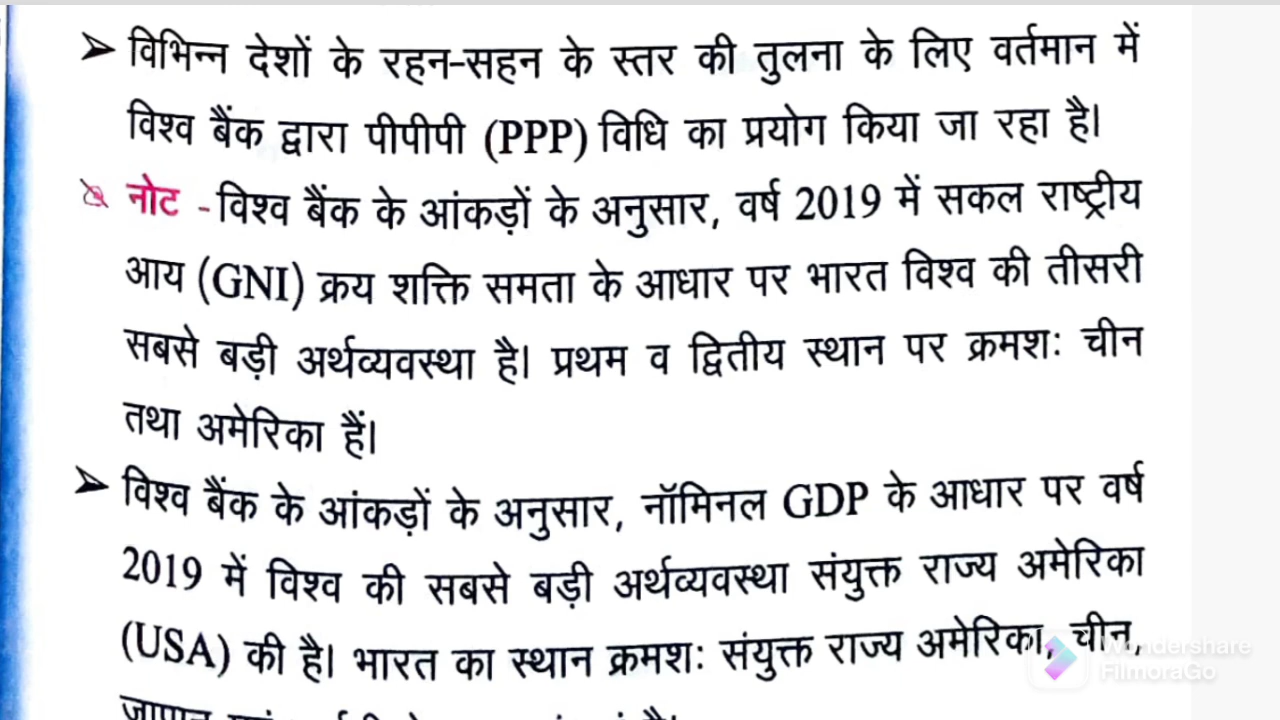 ➤ विभिन्न देशों के रहन-सहन के स्तर की तुलना के लिए वर्तमान में
विश्व बैंक द्वारा पीपीपी (PPP) विधि का प्रयोग किया जा रहा है।
नोट - विश्व बैंक के आंकड़ों के अनुसार, वर्ष 2019 में सकल राष्ट्रीय
आय (GNI) क्रय शक्ति समता के आधार पर भारत विश्व की तीसरी
सबसे बड़ी अर्थव्यवस्था है। प्रथम व द्वितीय स्थान पर क्रमशः चीन
तथा अमेरिका हैं।
➤ विश्व बैंक के आंकड़ों के अनुसार, नॉमिनल GDP के आधार पर वर्ष
2019 में विश्व की सबसे बड़ी अर्थव्यवस्था संयुक्त राज्य अमेरिका
(USA) की है। भारत का स्थान क्रमशः संयुक्त राज्य अमेरिका, चीन,
Wondershare
FilmoraGo